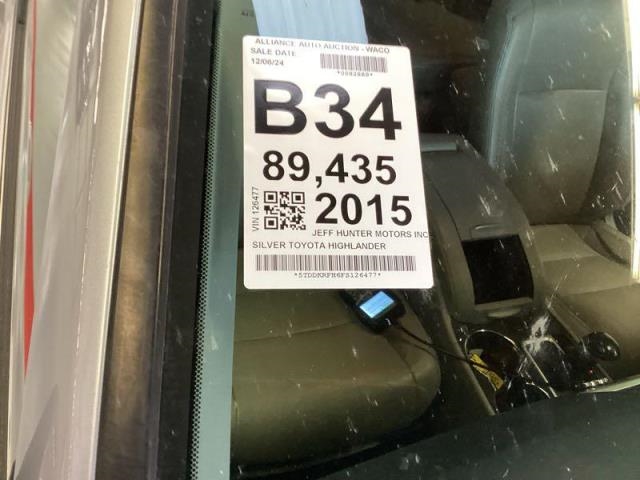 ALLIANCE AUTO AUCTION - WACO
SALE DATE
12/06/24
B34
89,435
VIN 126477
2015
JEFF HUNTER MOTORS INC
SILVER TOYOTA HIGHLANDER
*5TDDKRFH6FS126477*